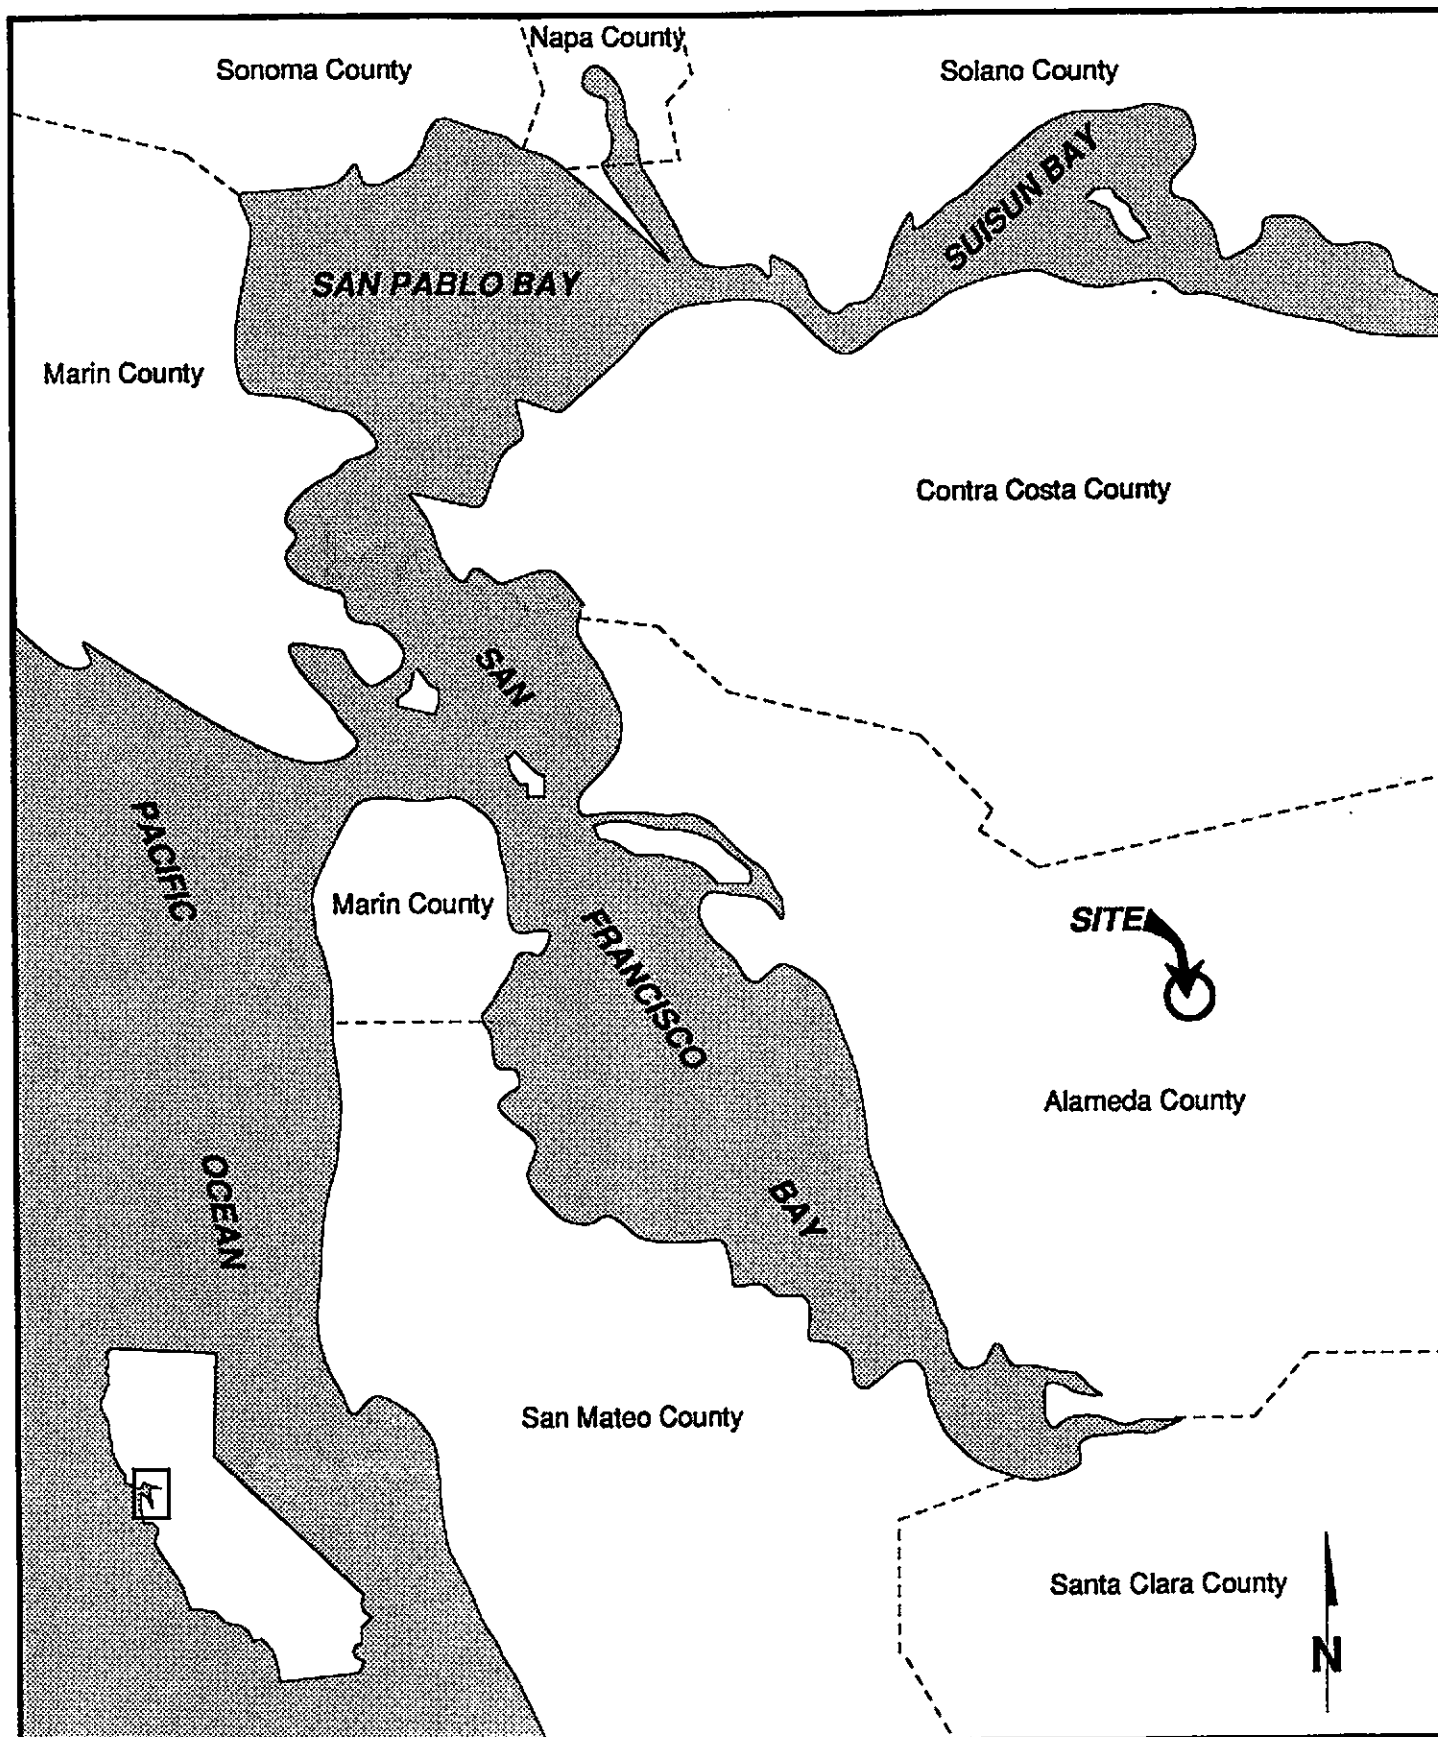 Napa County
Sonoma County
Solano County
SUISUN BAY
SAN PABLO BAY
Marin County
Contra Costa County
SAN
PACIFIC
Marin County
FRANCISCO
SITE
Alameda County
OCEAN
BAY
San Mateo County
Santa Clara County
N